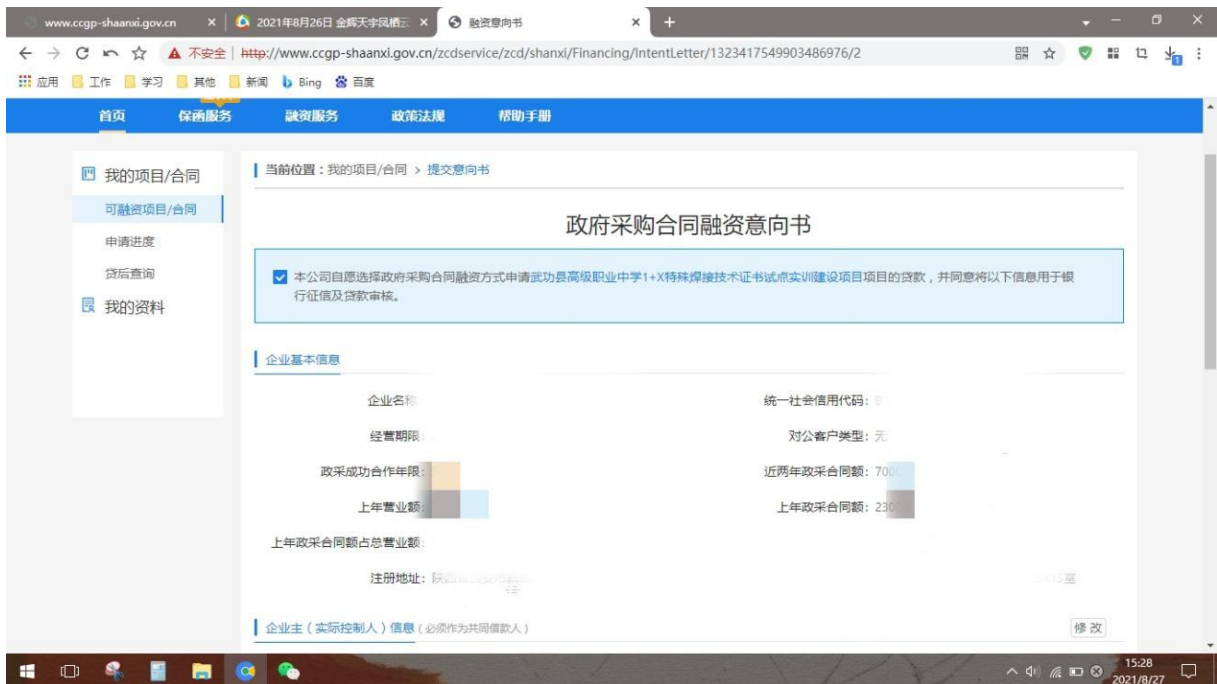 www.ccgp-shaanxi.gov.cn
2021年8月26日 金辉天宇凤栖云
融资意向书
不安全
http://www.ccgp-shaanxi.gov.cn/zcdservice/zcd/shanxi/Financing/IntentLetter/1323417549903486976/2
应用 工作 学习 其他 新闻 Bing 百度
首页 保函服务 融资服务 政策法规 帮助手册
我的项目/合同
可融资项目/合同
申请进度
贷后查询
我的资料
当前位置：我的项目/合同 > 提交意向书
政府采购合同融资意向书
本公司自愿选择政府采购合同融资方式申请武功县高级职业中学1+X特殊焊接技术证书试点实训建设项目项目的贷款，并同意将以下信息用于银
行征信及贷款审核。
企业基本信息
企业名称 统一社会信用代码：9
经营期限： 对公客户类型：无
政采成功合作年限： 近两年政采合同额：700
上年营业额： 上年政采合同额：230
上年政采合同额占总营业额：
注册地址： 室
企业主（实际控制人）信息（必须作为共同借款人） 修改
15:28
2021/8/27